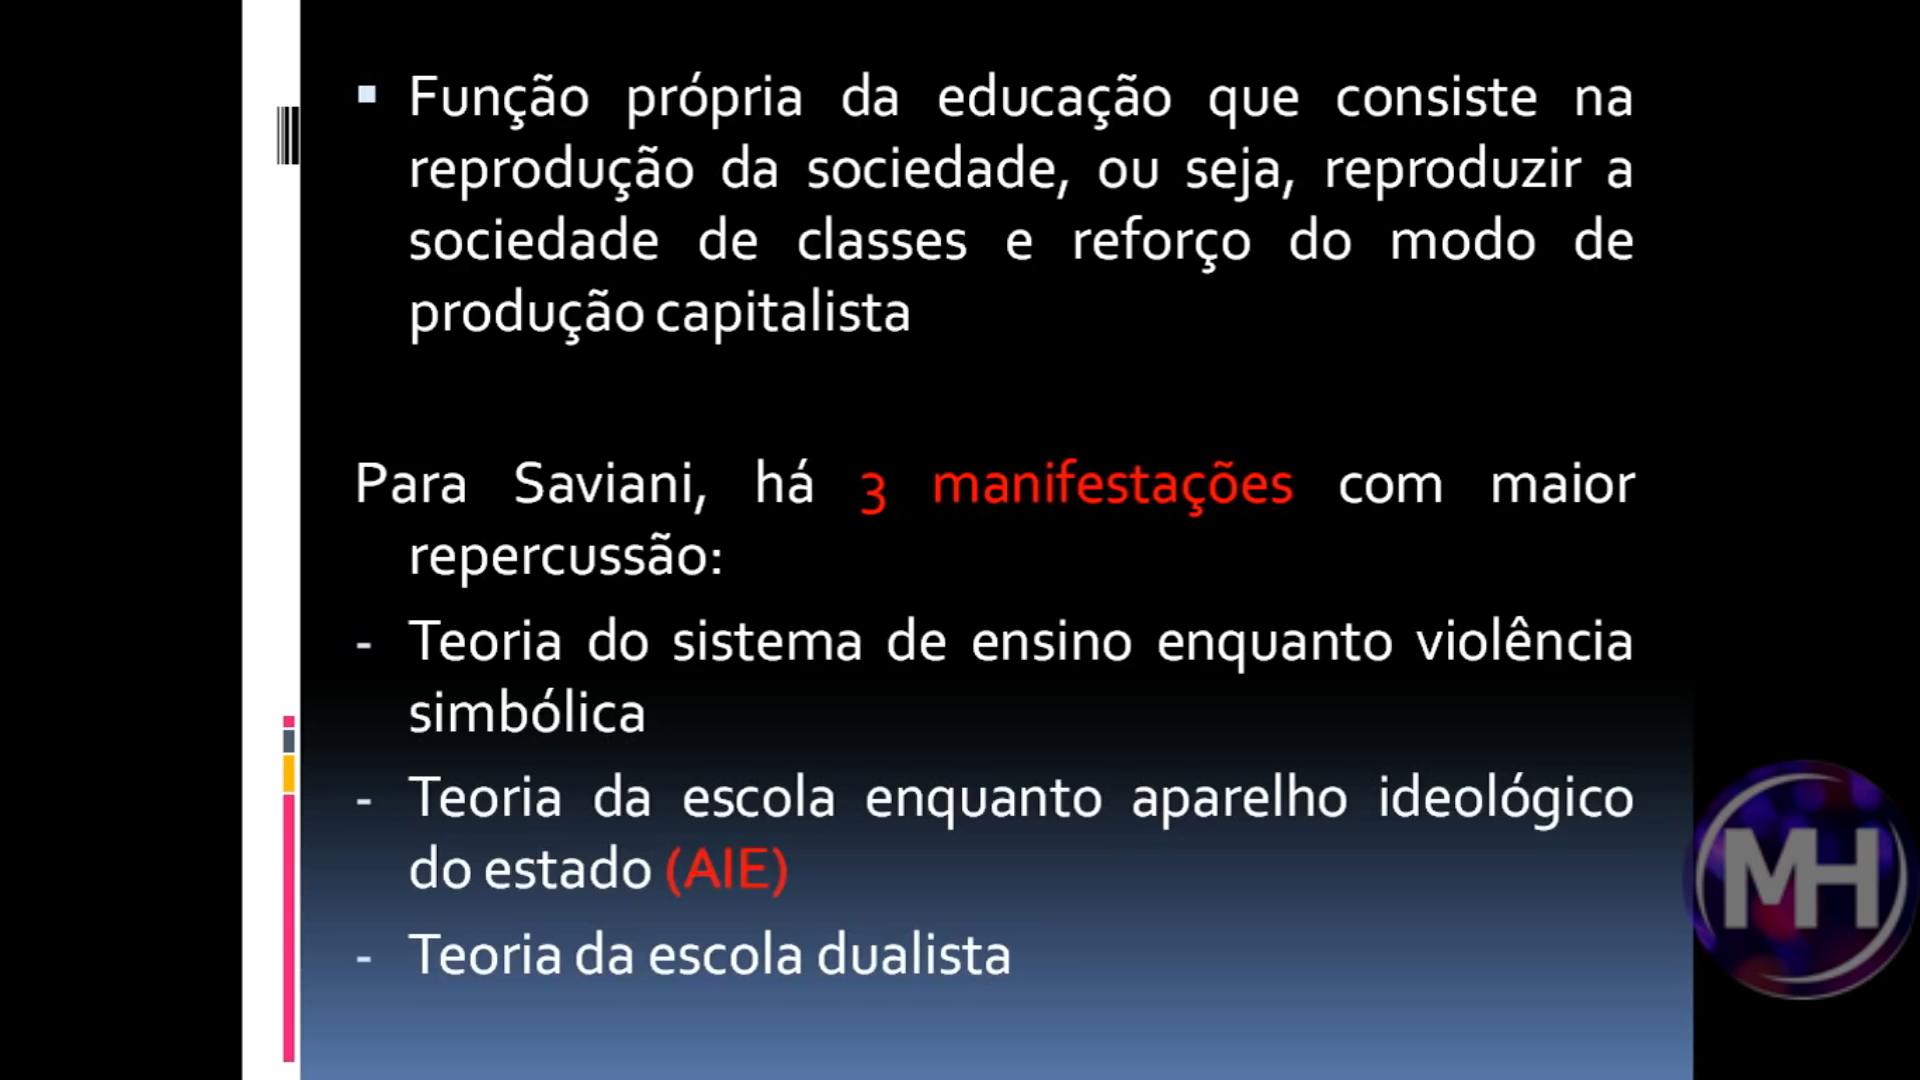 Função própria da educação que consiste na
reprodução da sociedade, ou seja, reproduzir a
sociedade de classes e reforço do modo de
produção capitalista
Para Saviani, há 3 manifestações com maior
repercussão:
- Teoria do sistema de ensino enquanto violência
simbólica
- Teoria da escola enquanto aparelho ideológico
do estado (AIE)
- Teoria da escola dualista
MH